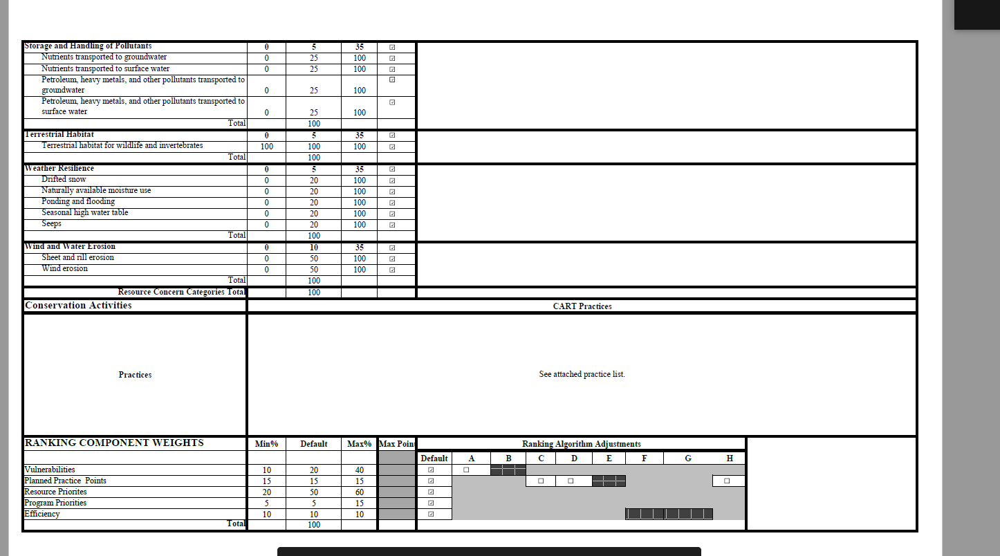 Storage and Handling of Pollutants 0 5 35 ☑
Nutrients transported to groundwater 0 25 100 ☑
Nutrients transported to surface water 0 25 100 ☑
Petroleum, heavy metals, and other pollutants transported to ☑
groundwater 0 25 100
Petroleum, heavy metals, and other pollutants transported to ☑
surface water 0 25 100
Total 100
Terrestrial Habitat 0 5 35 ☑
Terrestrial habitat for wildlife and invertebrates 100 100 100 ☑
Total 100
Weather Resilience 0 5 35 ☑
Drifted snow 0 20 100 ☑
Naturally available moisture use 0 20 100 ☑
Ponding and flooding 0 20 100 ☑
Seasonal high water table 0 20 100 ☑
Seeps 0 20 100 ☑
Total 100
Wind and Water Erosion 0 10 35 ☑
Sheet and rill erosion 0 50 100 ☑
Wind erosion 0 50 100 ☑
Total 100
Resource Concern Categories Total 100
Conservation Activities CART Practices
Practices See attached practice list.
RANKING COMPONENT WEIGHTS Min% Default Max% Max Poin Ranking Algorithm Adjustments
Default A B C D E F G H
Vulnerabilities 10 20 40 ☑ ☐
Planned Practice Points 15 15 15 ☑ ☐ ☐ ☐
Resource Priorites 20 50 60 ☑
Program Priorities 5 5 15 ☑
Efficiency 10 10 10 ☑
Total 100